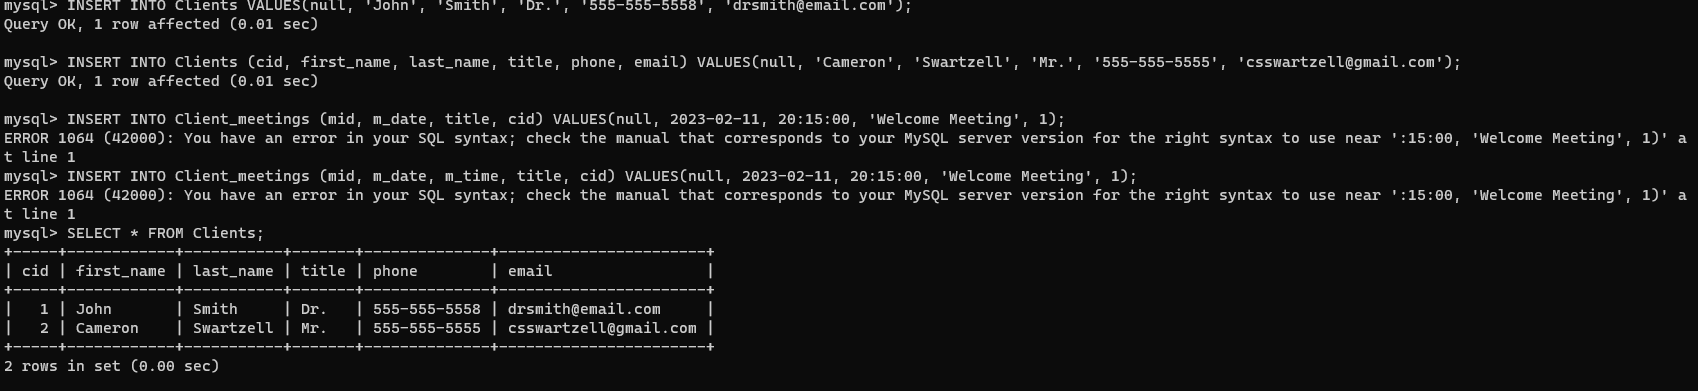 mysql> INSERT INTO Clients VALUES(null, 'John', 'Smith', 'Dr.', '555-555-5558', 'drsmith@email.com');
Query OK, 1 row affected (0.01 sec)
mysql> INSERT INTO Clients (cid, first_name, last_name, title, phone, email) VALUES(null, 'Cameron', 'Swartzell', 'Mr.', '555-555-5555', 'csswartzell@gmail.com');
Query OK, 1 row affected (0.01 sec)
mysql> INSERT INTO Client_meetings (mid, m_date, title, cid) VALUES(null, 2023-02-11, 20:15:00, 'Welcome Meeting', 1);
ERROR 1064 (42000): You have an error in your SQL syntax; check the manual that corresponds to your MySQL server version for the right syntax to use near ':15:00, 'Welcome Meeting', 1)' a
t line 1
mysql> INSERT INTO Client_meetings (mid, m_date, m_time, title, cid) VALUES(null, 2023-02-11, 20:15:00, 'Welcome Meeting', 1);
ERROR 1064 (42000): You have an error in your SQL syntax; check the manual that corresponds to your MySQL server version for the right syntax to use near ':15:00, 'Welcome Meeting', 1)' a
t line 1
mysql> SELECT * FROM Clients;
+-----+------------+-----------+-------+--------------+-----------------------+
| cid | first_name | last_name | title | phone        | email                 |
+-----+------------+-----------+-------+--------------+-----------------------+
|   1 | John       | Smith     | Dr.   | 555-555-5558 | drsmith@email.com     |
|   2 | Cameron    | Swartzell | Mr.   | 555-555-5555 | csswartzell@gmail.com |
+-----+------------+-----------+-------+--------------+-----------------------+
2 rows in set (0.00 sec)